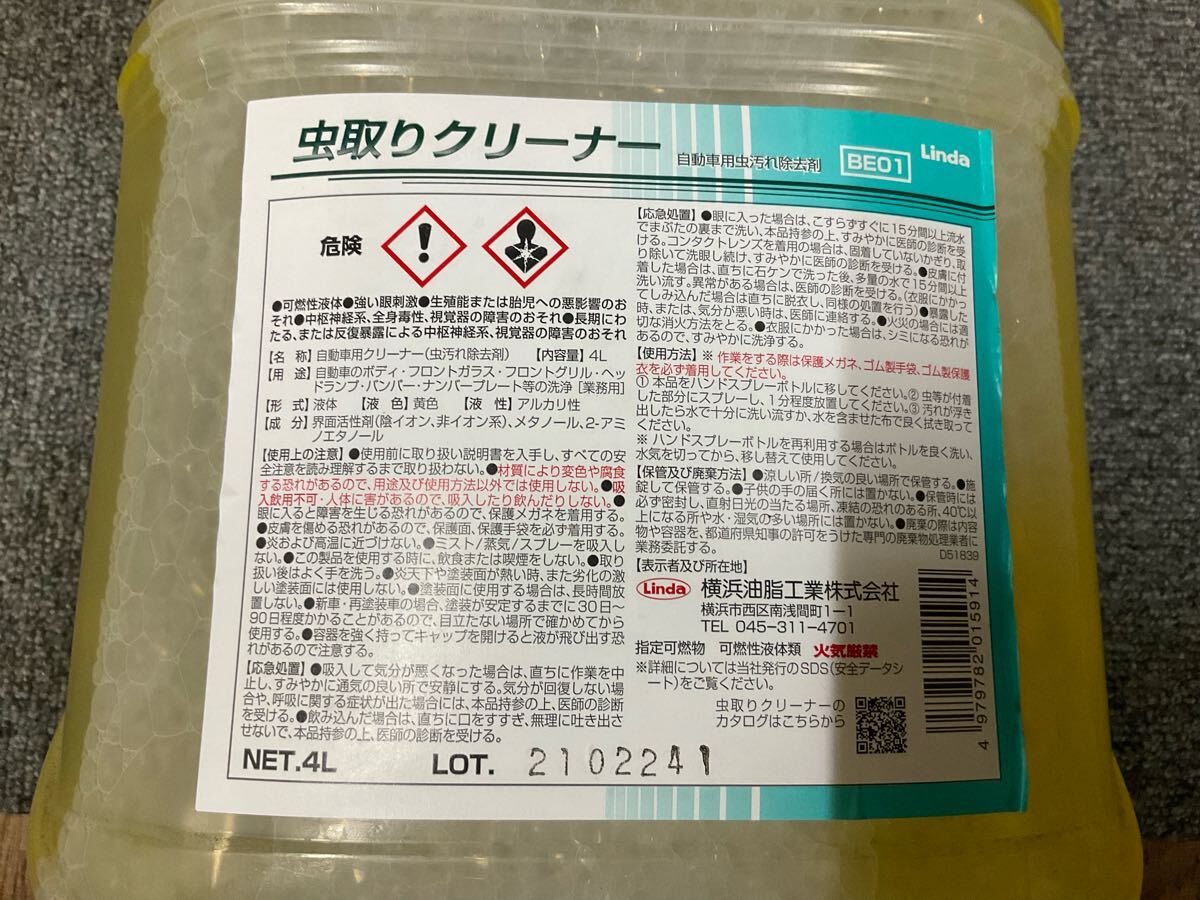 虫取りクリーナー
自動車用虫汚れ除去剤
BE01
Linda
危険
●可燃性液体●強い眼刺激●生殖能または胎児への悪影響のお
それ●中枢神経系、全身毒性、視覚器の障害のおそれ●長期にわ
たる、または反復暴露による中枢神経系、視覚器の障害のおそれ
【名　称】自動車用クリーナー(虫汚れ除去剤)　【内容量】4L
【用　途】自動車のボディ・フロントガラス・フロントグリル・ヘッ
ドランプ・バンパー・ナンバープレート等の洗浄［業務用］
【形　式】液体　【液　色】黄色　【液　性】アルカリ性
【成　分】界面活性剤(陰イオン、非イオン系)、メタノール、2-アミ
ノエタノール
【使用上の注意】●使用前に取り扱い説明書を入手し、すべての安
全注意を読み理解するまで取り扱わない。●材質により変色や腐食
する恐れがあるので、用途及び使用方法以外では使用しない。●吸
入飲用不可・人体に害があるので、吸入したり飲んだりしない。●
眼に入ると障害を生じる恐れがあるので、保護メガネを着用する。
●皮膚を傷める恐れがあるので、保護面、保護手袋を必ず着用する。
●炎および高温に近づけない。●ミスト/蒸気/スプレーを吸入し
ない。●この製品を使用する時に、飲食または喫煙をしない。●取り
扱い後はよく手を洗う。●炎天下や塗装面が熱い時、また劣化の激
しい塗装面には使用しない。●塗装面に使用する場合は、長時間放
置しない。●新車・再塗装車の場合、塗装が安定するまでに30日〜
90日程度かかることがあるので、目立たない場所で確かめてから
使用する。●容器を強く持ってキャップを開けると液が飛び出す恐
れがあるので注意する。
【応急処置】●吸入して気分が悪くなった場合は、直ちに作業を中
止し、すみやかに通気の良い所で安静にする。気分が回復しない場
合や、呼吸に関する症状が出た場合には、本品持参の上、医師の診断
を受ける。●飲み込んだ場合は、直ちに口をすすぎ、無理に吐き出さ
せないで、本品持参の上、医師の診断を受ける。
【応急処置】●眼に入った場合は、こすらずすぐに15分間以上流水
でまぶたの裏まで洗い、本品持参の上、すみやかに医師の診断を受
ける。コンタクトレンズを着用の場合は、固着していないかぎり、取
り除いて洗眼し続け、すみやかに医師の診断を受ける。●皮膚に付
着した場合は、直ちに石ケンで洗った後、多量の水で15分間以上
洗い流す。異常がある場合は、医師の診断を受ける。(衣服にかかっ
てしみ込んだ場合は直ちに脱衣し、同様の処置を行う)●暴露した
時、または、気分が悪い時は、医師に連絡する。●火災の場合には適
切な消火方法をとる。●衣服にかかった場合は、シミになる恐れが
あるので、すみやかに洗浄する。
【使用方法】※ 作業をする際は保護メガネ、ゴム製手袋、ゴム製保護
衣を必ず着用してください。
① 本品をハンドスプレーボトルに移してください。② 虫等が付着
した部分にスプレーし、1分程度放置してください。③ 汚れが浮き
出したら水で十分に洗い流すか、水を含ませた布で良く拭き取って
ください。
※ ハンドスプレーボトルを再利用する場合はボトルを良く洗い、
水気を切ってから、移し替えて使用してください。
【保管及び廃棄方法】●涼しい所/換気の良い場所で保管する。●施
錠して保管する。●子供の手の届く所には置かない。●保管時には
必ず密封し、直射日光の当たる場所、凍結の恐れのある所、40℃以
上になる所や水・湿気の多い場所には置かない。●廃棄の際は内容
物や容器を、都道府県知事の許可をうけた専門の廃棄物処理業者に
業務委託する。
D51839
【表示者及び所在地】
Linda 横浜油脂工業株式会社
横浜市西区南浅間町1-1
TEL 045-311-4701
指定可燃物　可燃性液体類　火気厳禁
※詳細については当社発行のSDS(安全データシ
ート)をご覧ください。
虫取りクリーナーの
カタログはこちらから
4 979782 015914
NET.4L
LOT. 2102241